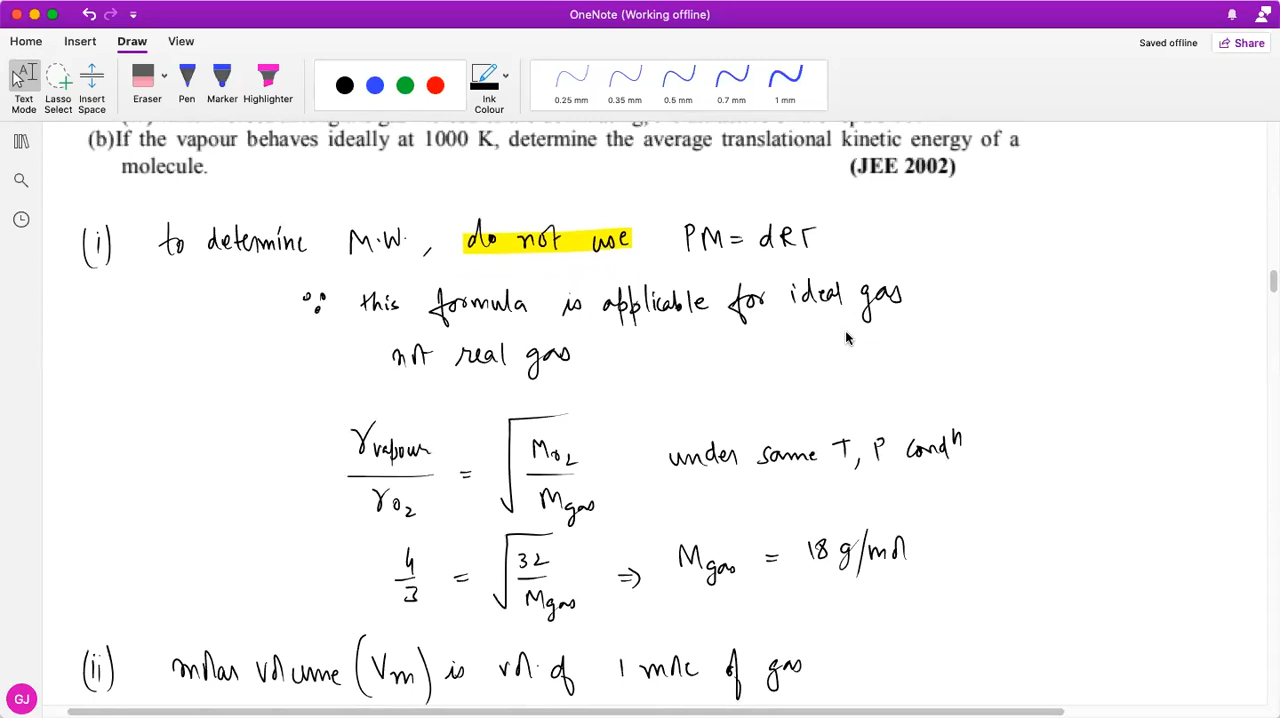 OneNote (Working offline)
Home Insert Draw View
Saved offline Share
Text Mode
Lasso Select
Insert Space
Eraser
Pen
Marker
Highlighter
Ink Colour
0.25 mm 0.35 mm 0.5 mm 0.7 mm 1 mm
(b)If the vapour behaves ideally at 1000 K, determine the average translational kinetic energy of a
molecule. (JEE 2002)
(i) to determine M.W., do not use PM = dRT
∵ this formula is applicable for ideal gas
not real gas
r_vapour / r_O₂ = √(M_O₂ / M_gas) under same T, P condⁿ
4/3 = √(32 / M_gas) ⇒ M_gas = 18 g/mol
(ii) molar volume (Vm) is vol. of 1 mole of gas
GJ